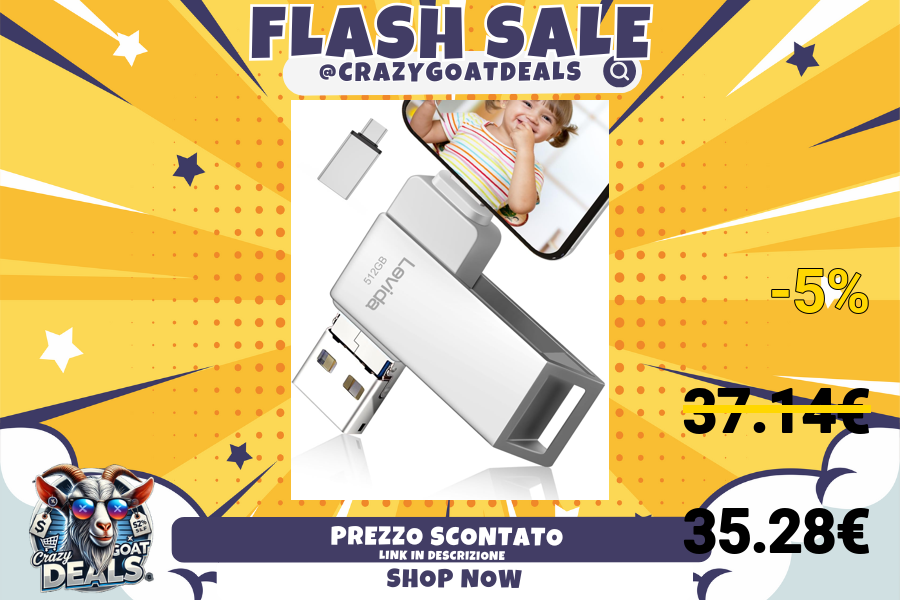 FLASH SALE
@CRAZYGOATDEALS
512GB
Levida
-5%
37.14€
35.28€
PREZZO SCONTATO
LINK IN DESCRIZIONE
SHOP NOW
$
52%
Crazy
GOAT
DEALS